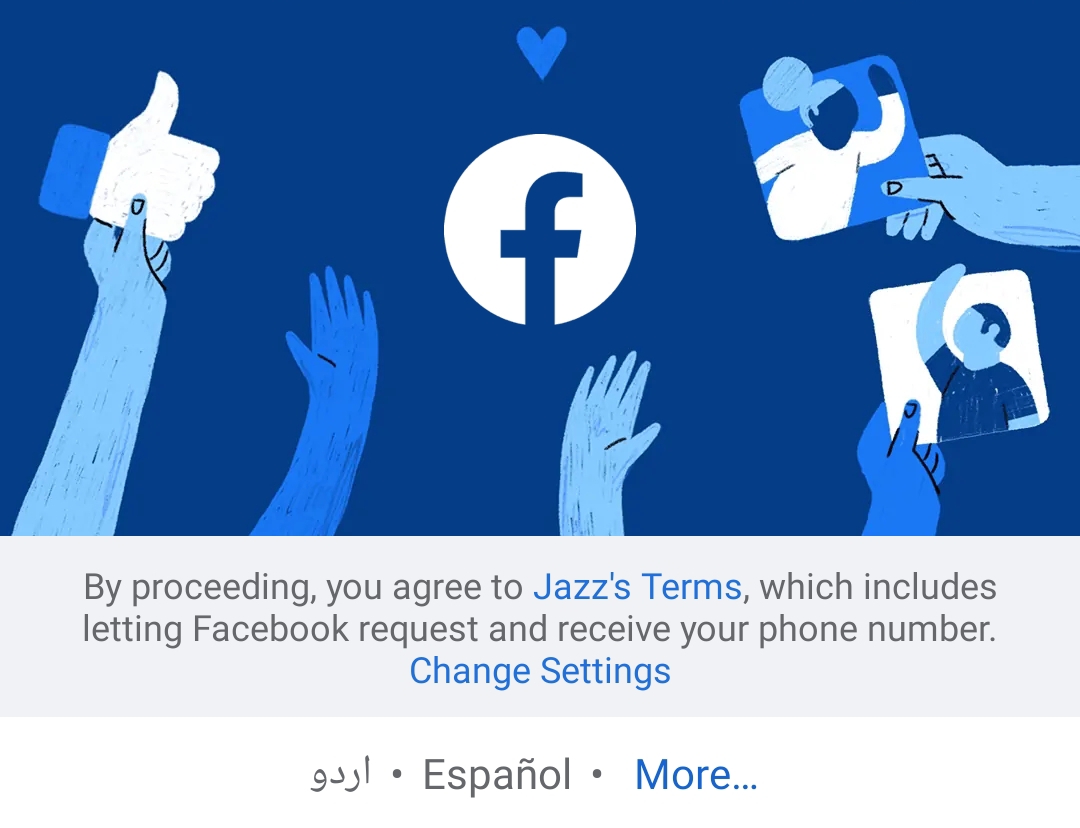 By proceeding, you agree to Jazz's Terms, which includes
letting Facebook request and receive your phone number.
Change Settings
اردو • Español • More...